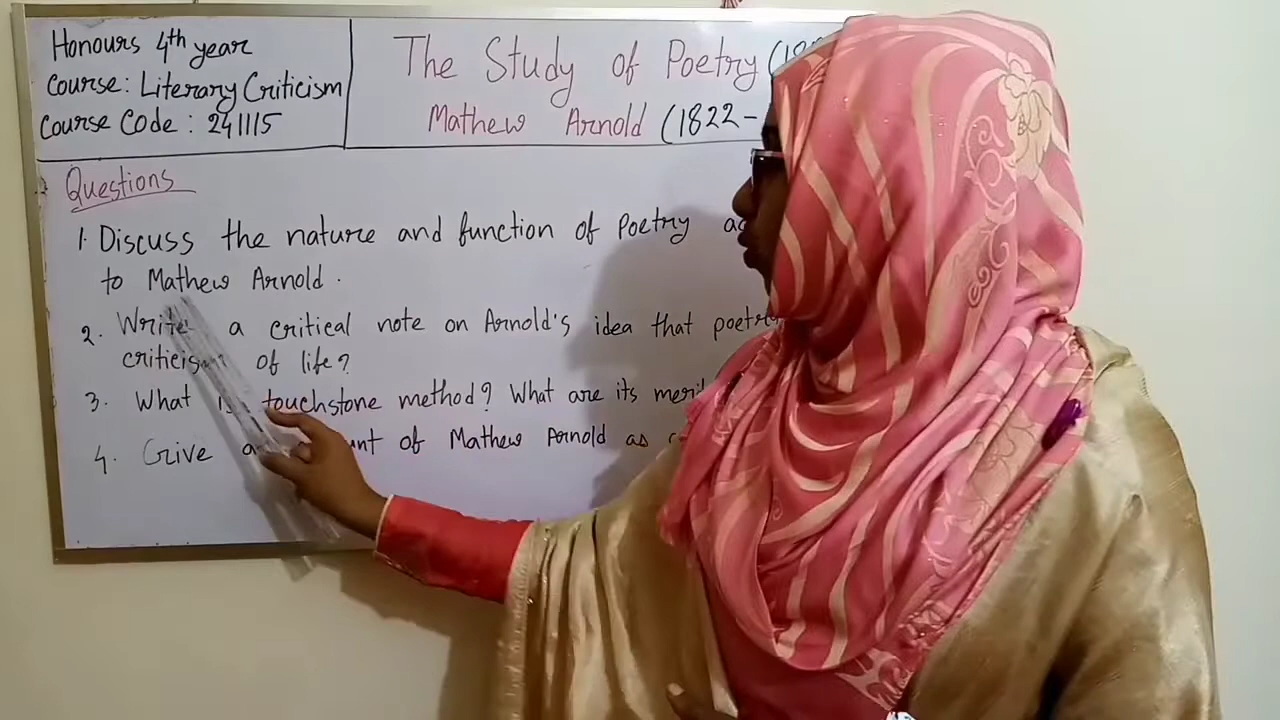 Honours 4th year
Course: Literary Criticism
Course Code: 241115
The Study of Poetry
Mathew Arnold (1822-
Questions
1. Discuss the nature and function of Poetry
to Mathew Arnold.
2. Write a critical note on Arnold's idea that
criticism of life?
3. What touchstone method? What are its
4. Give of Mathew Arnold as